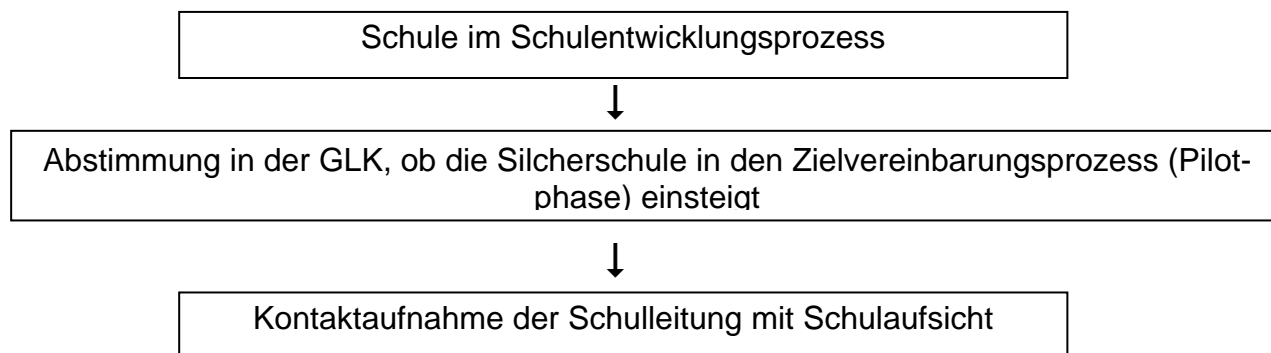 Schule im Schulentwicklungsprozess
Abstimmung in der GLK, ob die Silcherschule in den Zielvereinbarungsprozess (Pilot-
phase) einsteigt
Kontaktaufnahme der Schulleitung mit Schulaufsicht